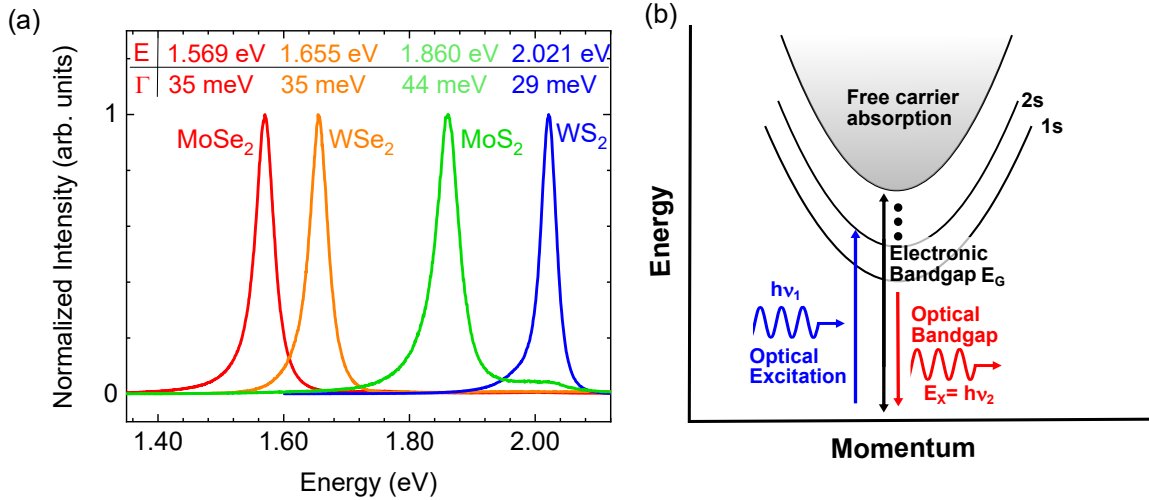 (a)
E 1.569 eV 1.655 eV 1.860 eV 2.021 eV
Γ 35 meV 35 meV 44 meV 29 meV
MoSe₂ WSe₂ MoS₂ WS₂
1
0
Normalized Intensity (arb. units)
1.40 1.60 1.80 2.00
Energy (eV)
(b)
Free carrier
absorption
2s
1s
Electronic
Bandgap E_G
hν₁
Optical
Excitation
Optical
Bandgap
E_X= hν₂
Energy
Momentum